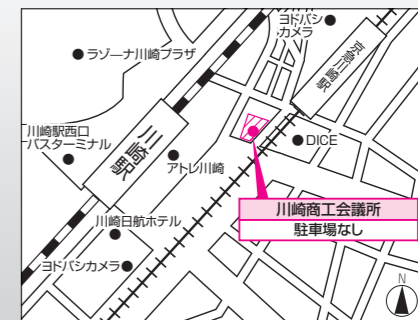 ヨドバシ
カメラ
ラゾーナ川崎プラザ
京急川崎駅
川崎駅西口
バスターミナル
川崎駅
DICE
アトレ川崎
川崎商工会議所
駐車場なし
川崎日航ホテル
ヨドバシカメラ
N